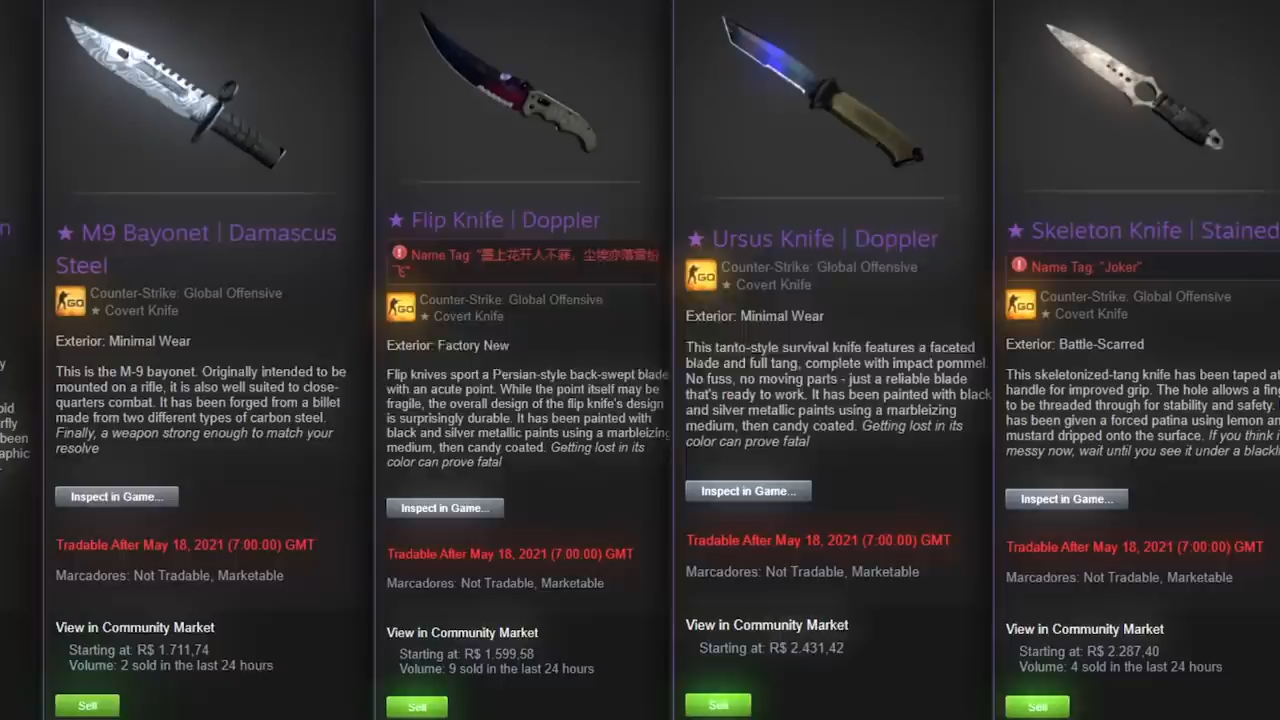 n
y
oid
rfly
been
aphic
★ M9 Bayonet | Damascus
Steel
GO
Counter-Strike: Global Offensive
★ Covert Knife
Exterior: Minimal Wear
This is the M-9 bayonet. Originally intended to be
mounted on a rifle, it is also well suited to close-
quarters combat. It has been forged from a billet
made from two different types of carbon steel.
Finally, a weapon strong enough to match your
resolve
Inspect in Game...
Tradable After May 18, 2021 (7:00:00) GMT
Marcadores: Not Tradable, Marketable
View in Community Market
Starting at: R$ 1.711,74
Volume: 2 sold in the last 24 hours
Sell
★ Flip Knife | Doppler
Name Tag: "
上花开人不
GO
Counter-Strike: Global Offensive
★ Covert Knife
Exterior: Factory New
Flip knives sport a Persian-style back-swept blade
with an acute point. While the point itself may be
fragile, the overall design of the flip knife's design
is surprisingly durable. It has been painted with
black and silver metallic paints using a marbleizing
medium, then candy coated. Getting lost in its
color can prove fatal
Inspect in Game...
Tradable After May 18, 2021 (7:00:00) GMT
Marcadores: Not Tradable, Marketable
View in Community Market
Starting at: R$ 1.599,58
Volume: 9 sold in the last 24 hours
Sell
★ Ursus Knife | Doppler
GO
Counter-Strike: Global Offensive
★ Covert Knife
Exterior: Minimal Wear
This tanto-style survival knife features a faceted
blade and full tang, complete with impact pommel.
No fuss, no moving parts - just a reliable blade
that's ready to work. It has been painted with black
and silver metallic paints using a marbleizing
medium, then candy coated. Getting lost in its
color can prove fatal
Inspect in Game...
Tradable After May 18, 2021 (7:00:00) GMT
Marcadores: Not Tradable, Marketable
View in Community Market
Starting at: R$ 2.431,42
Sell
★ Skeleton Knife | Stained
Name Tag: "Joker"
GO
Counter-Strike: Global Offensive
★ Covert Knife
Exterior: Battle-Scarred
This skeletonized-tang knife has been taped at
handle for improved grip. The hole allows a fin
to be threaded through for stability and safety.
has been given a forced patina using lemon an
mustard dripped onto the surface. If you think i
messy now, wait until you see it under a blackli
Inspect in Game...
Tradable After May 18, 2021 (7:00:00) GMT
Marcadores: Not Tradable, Marketable
View in Community Market
Starting at: R$ 2.287,40
Volume: 4 sold in the last 24 hours
Sell